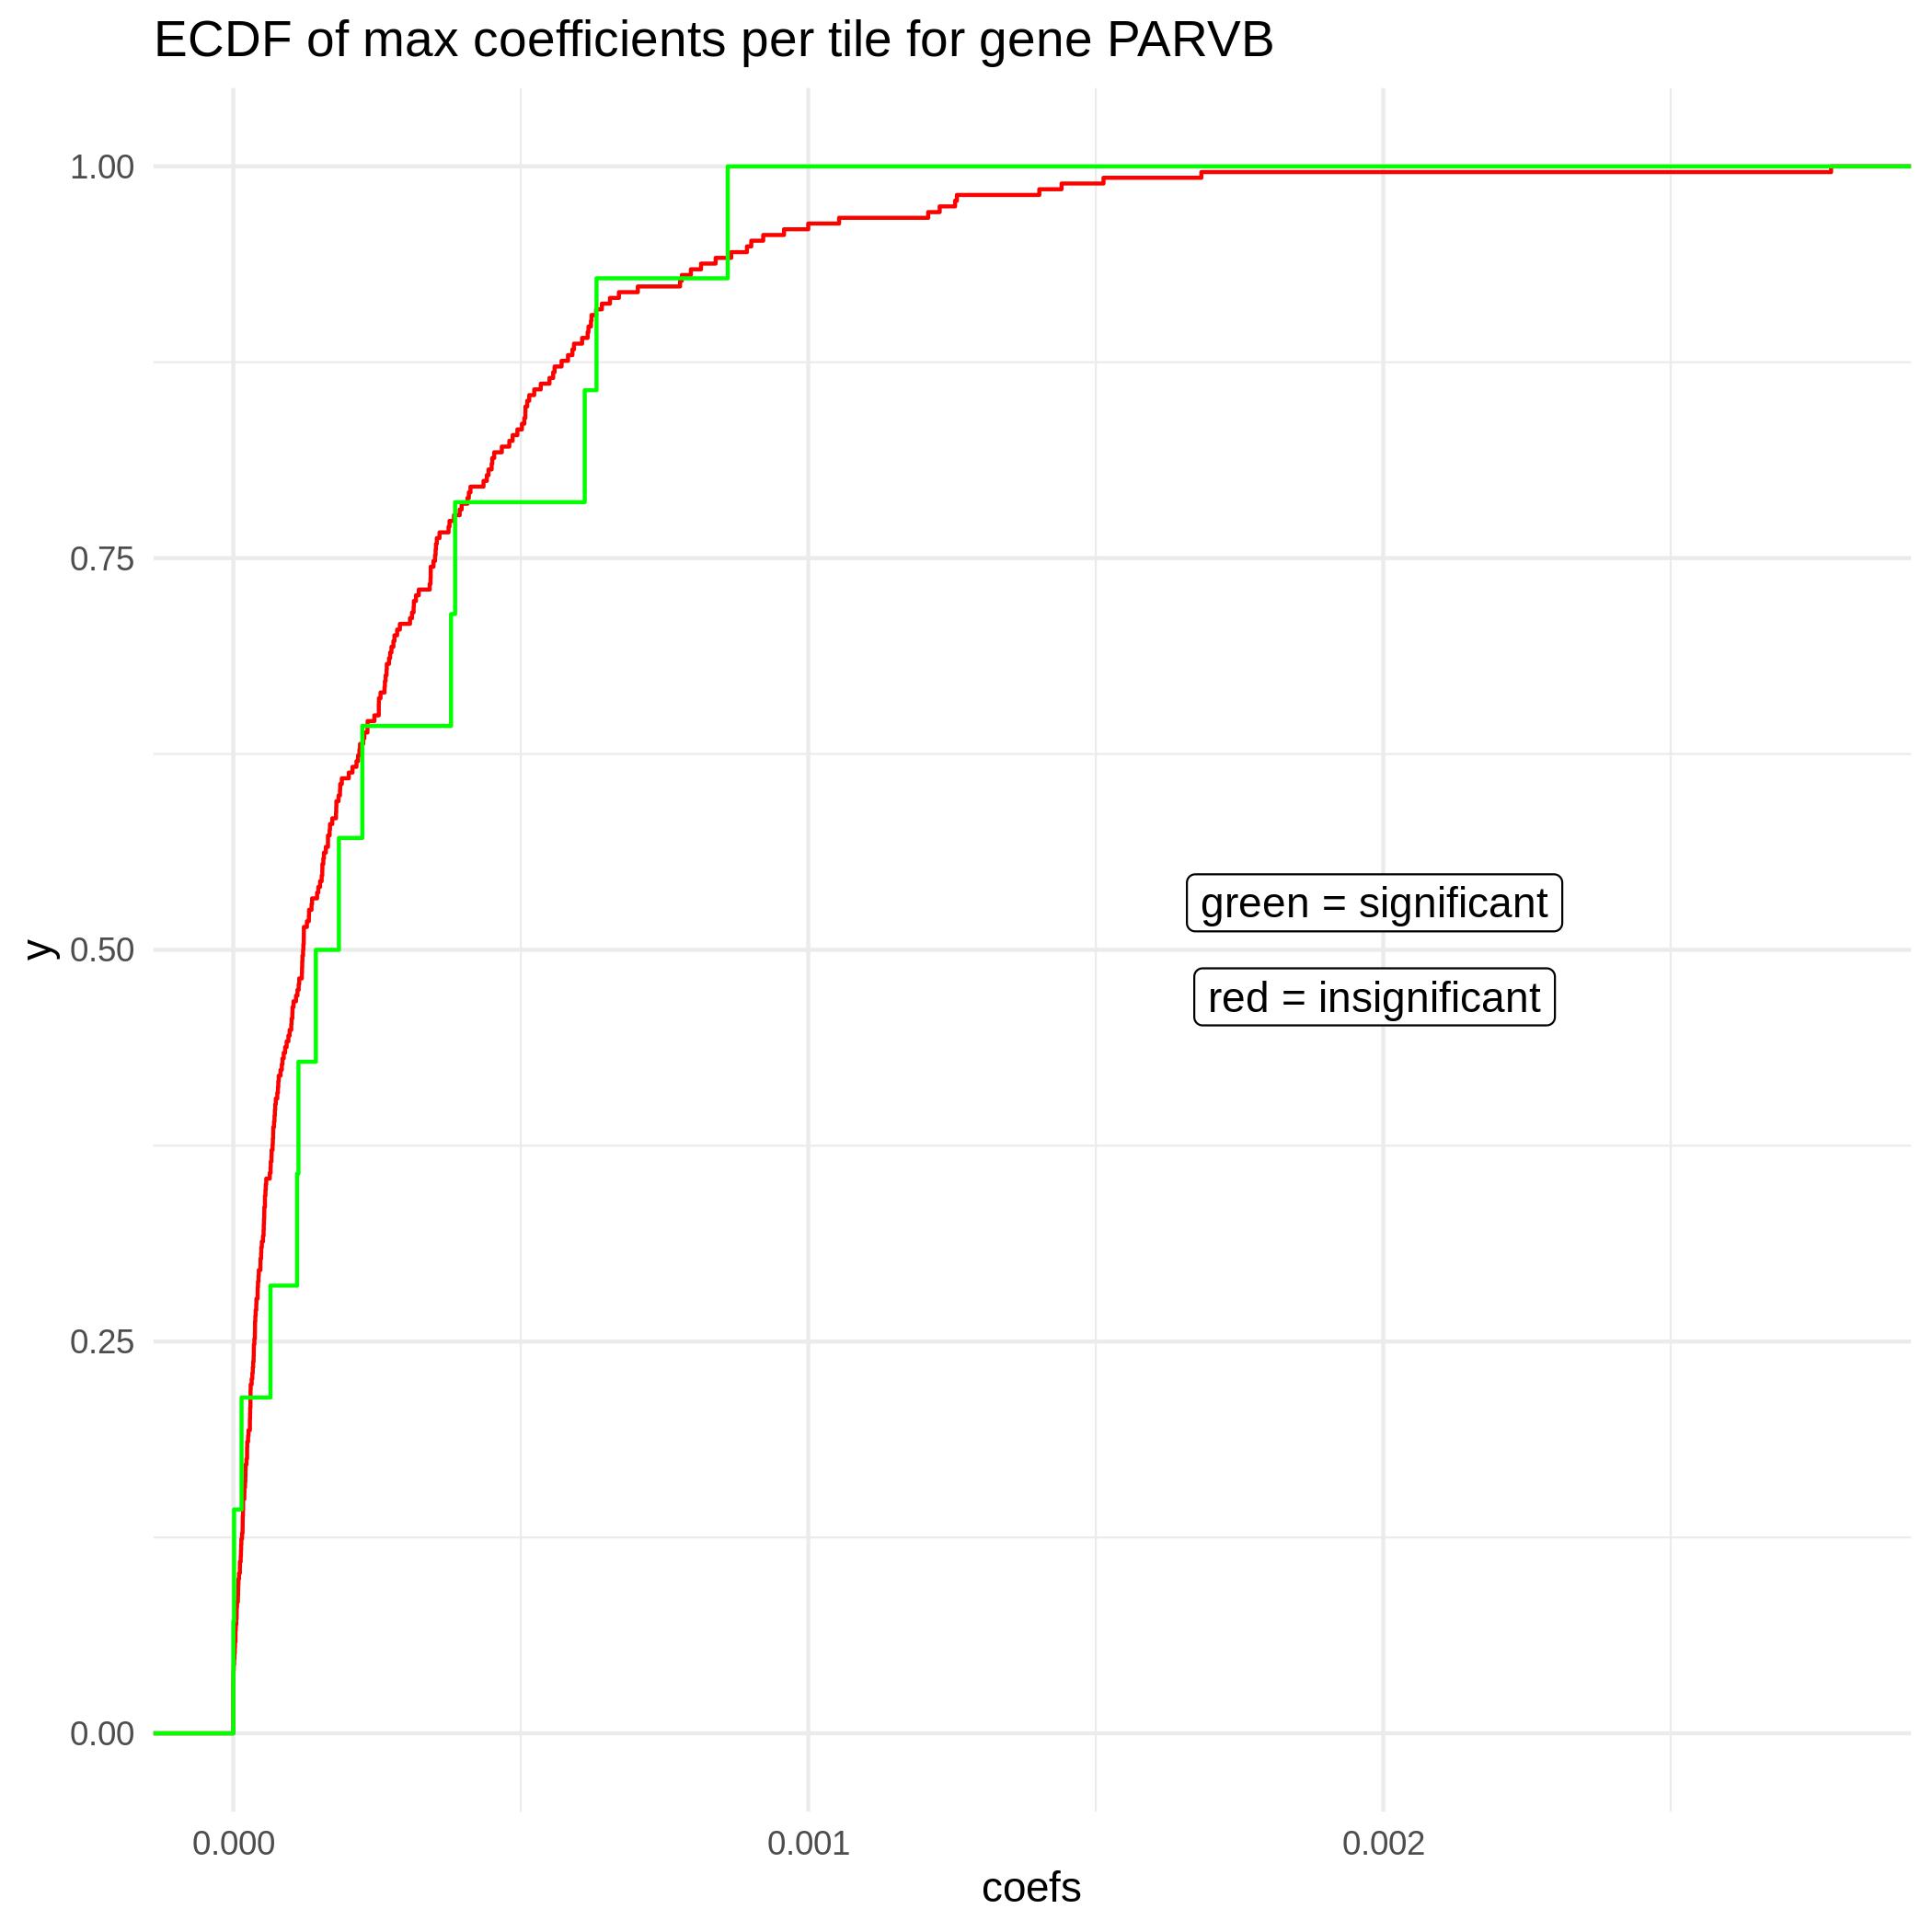 ECDF of max coefficients per tile for gene PARVB
1.00
0.75
0.50
0.25
0.00
y
green = significant
red = insignificant
0.000 0.001 0.002
coefs